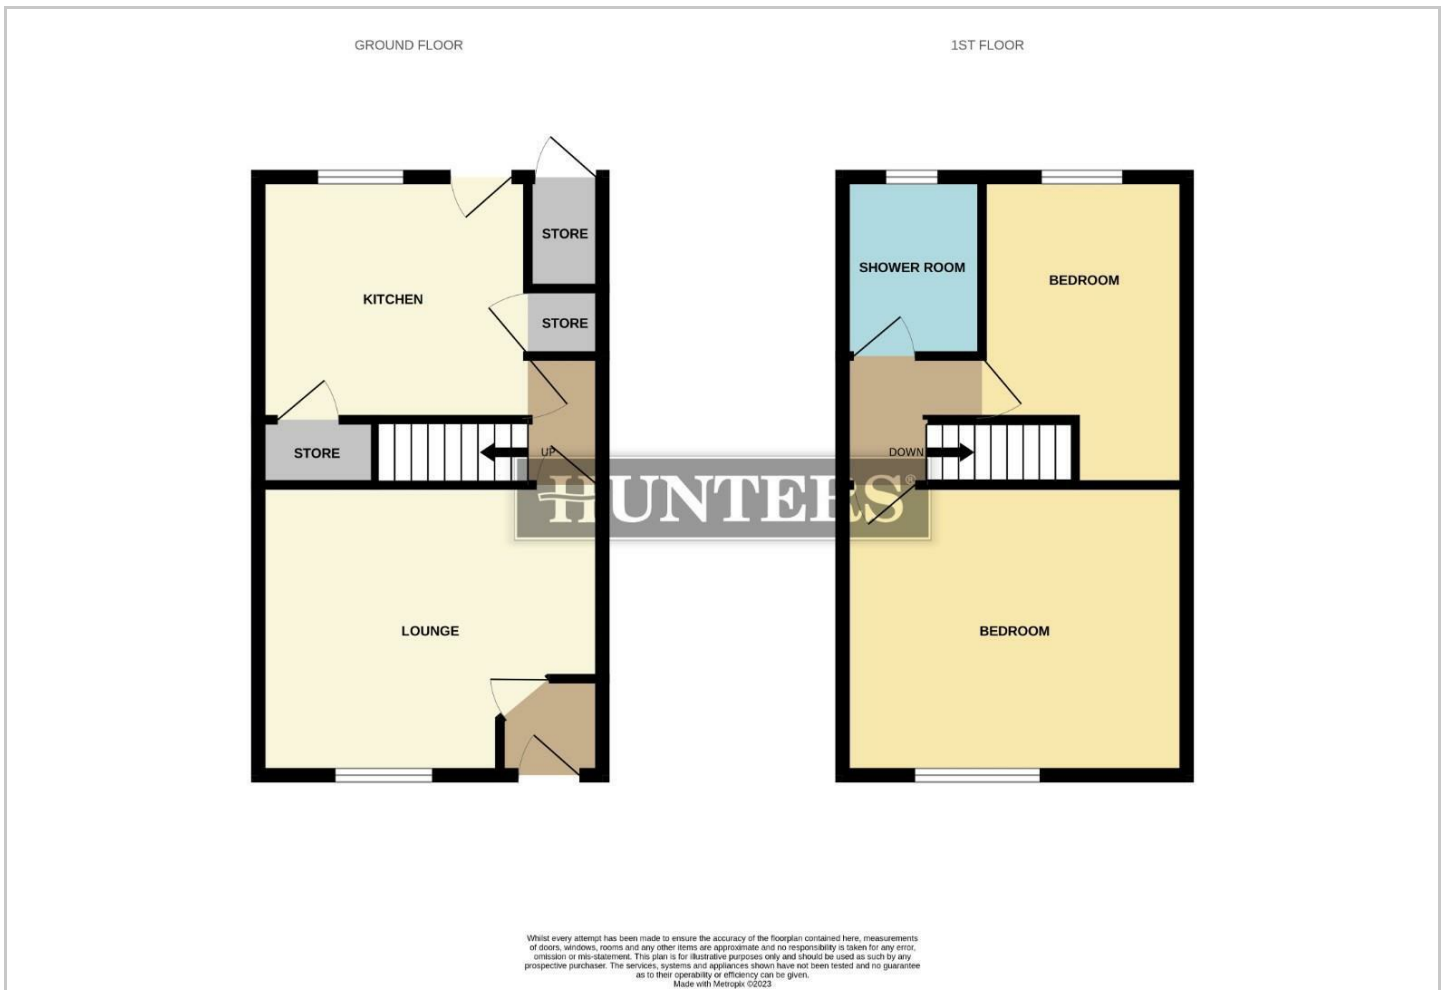 GROUND FLOOR
1ST FLOOR
STORE
KITCHEN
STORE
STORE
UP
LOUNGE
SHOWER ROOM
BEDROOM
DOWN
BEDROOM
HUNTERS®
Whilst every attempt has been made to ensure the accuracy of the floorplan contained here, measurements
of doors, windows, rooms and any other items are approximate and no responsibility is taken for any error,
omission or mis-statement. This plan is for illustrative purposes only and should be used as such by any
prospective purchaser. The services, systems and appliances shown have not been tested and no guarantee
as to their operability or efficiency can be given.
Made with Metropix ©2023